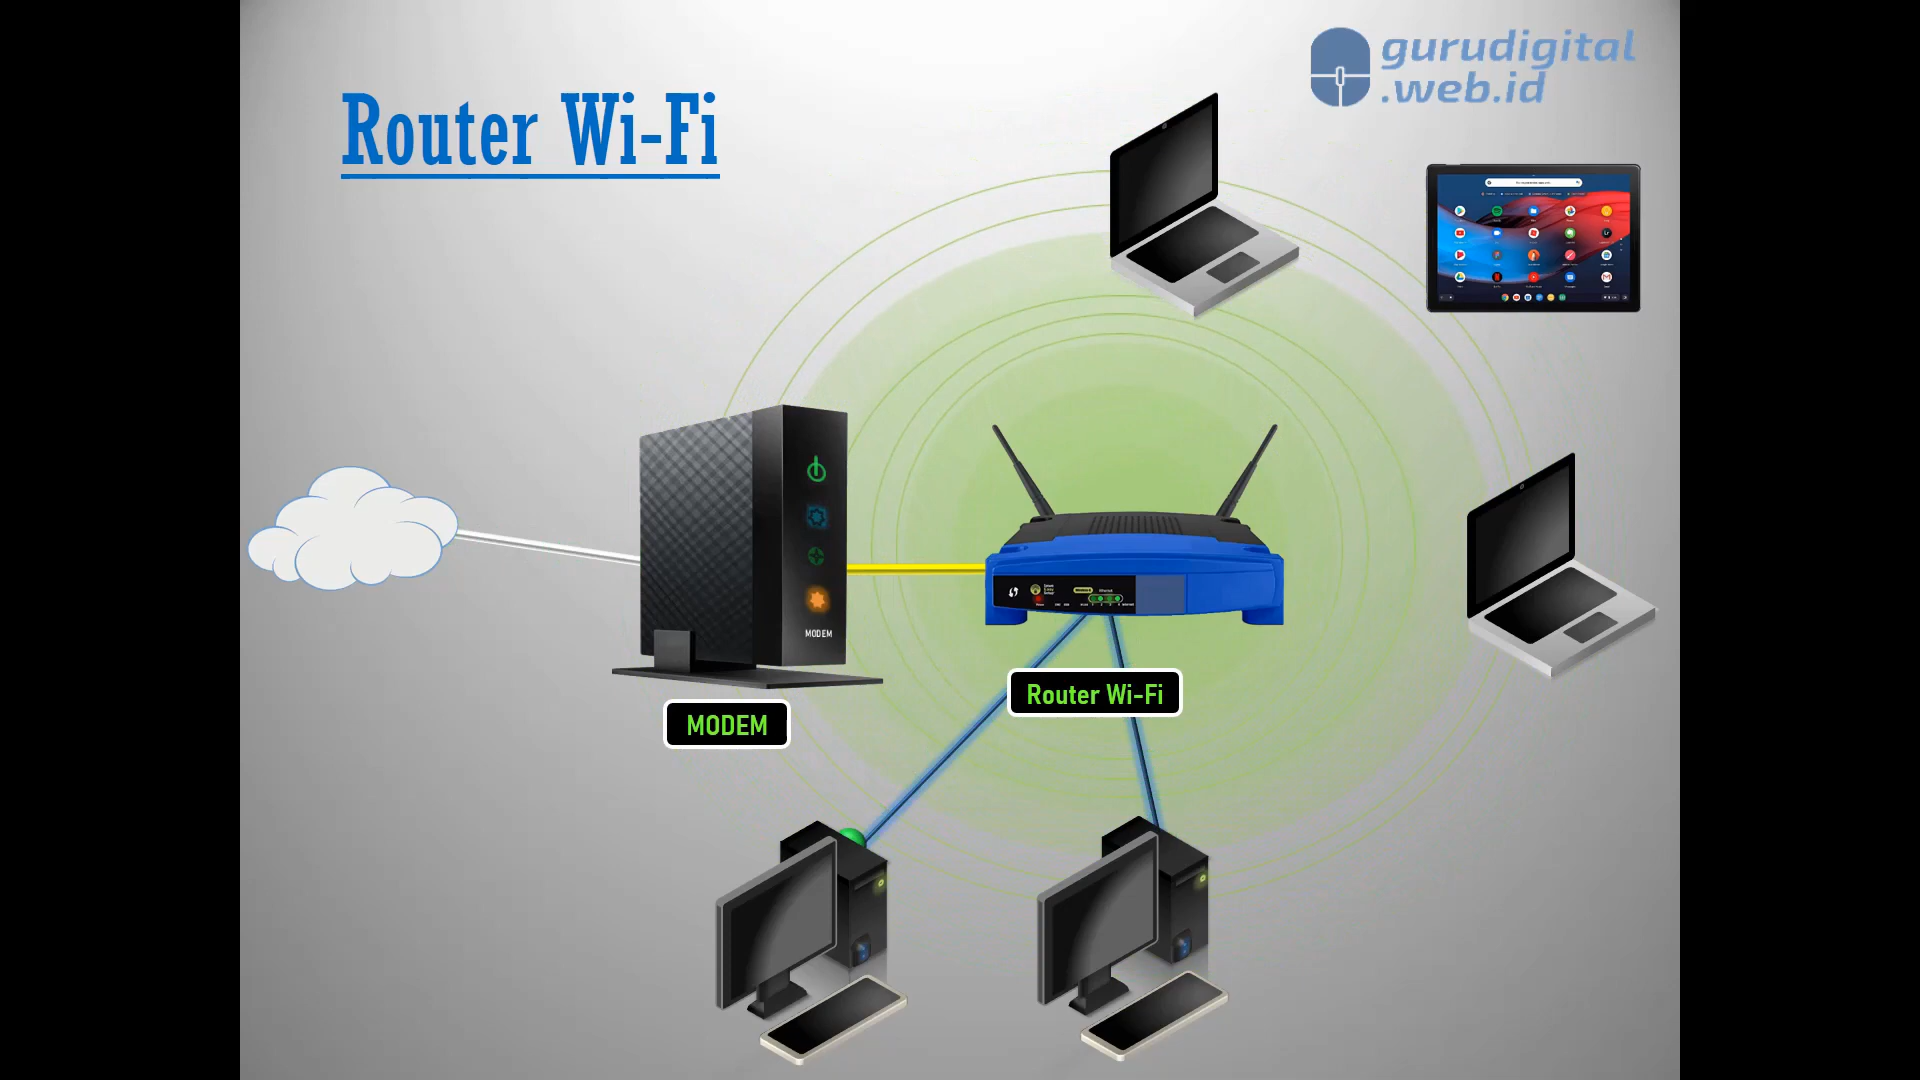 gurudigital
.web.id
Router Wi-Fi
MODEM
Router Wi-Fi
MODEM